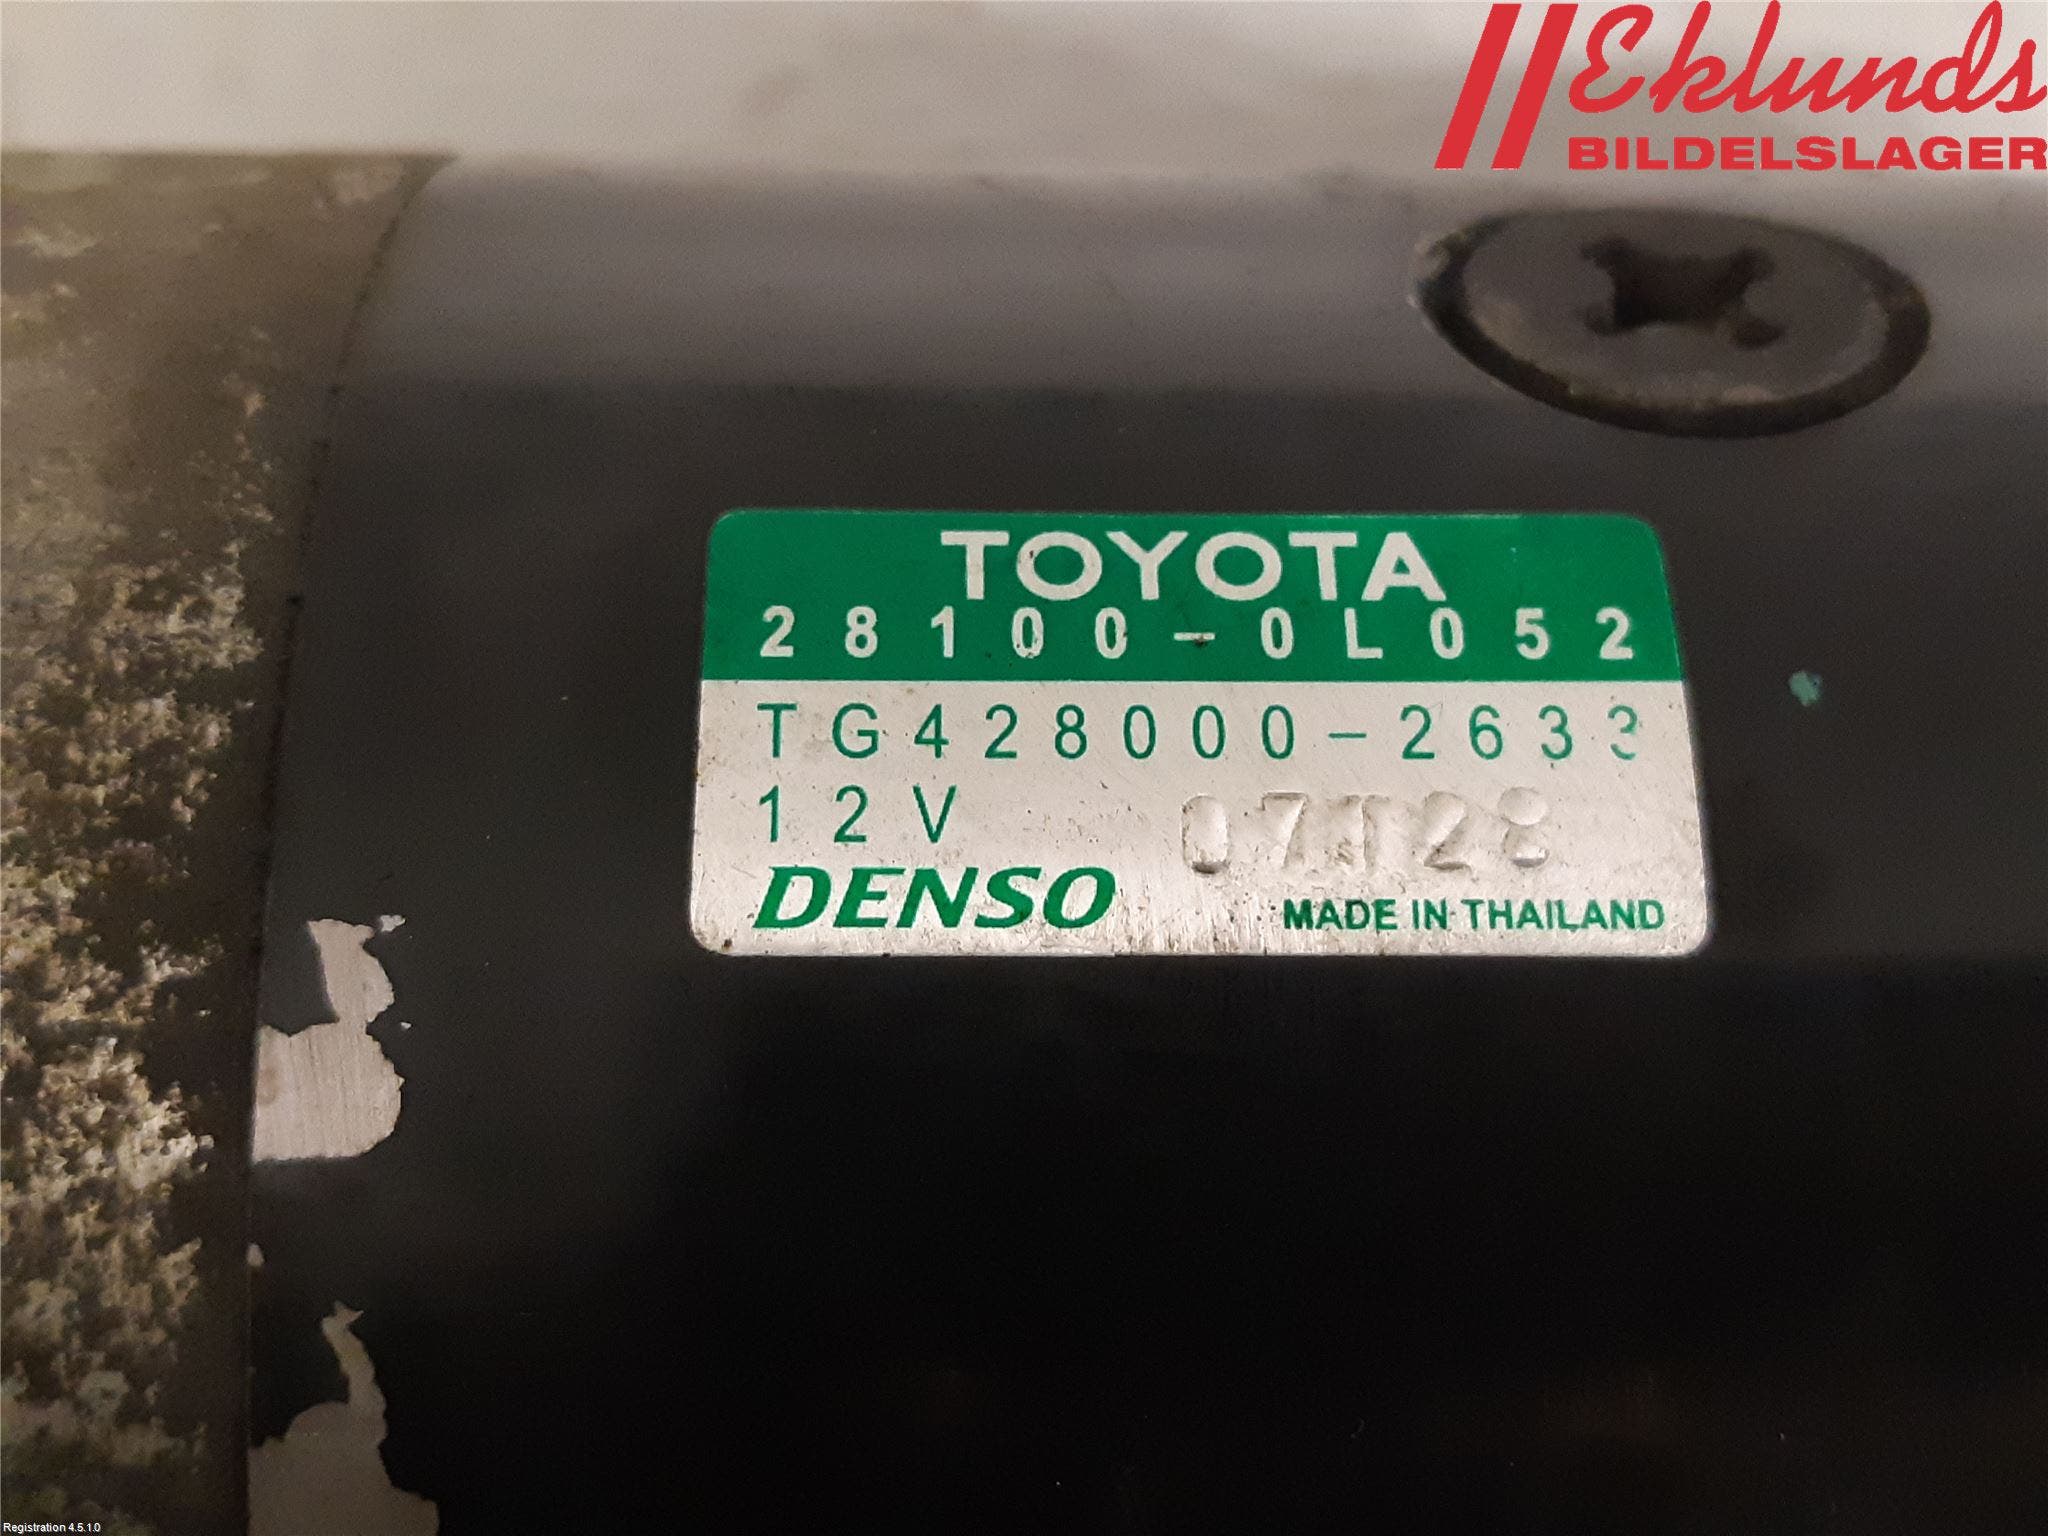 Eklunds
BILDELSLAGER
TOYOTA
28100-0L052
TG428000-2633
12V
DENSO
MADE IN THAILAND
Registration 4.5.1.0